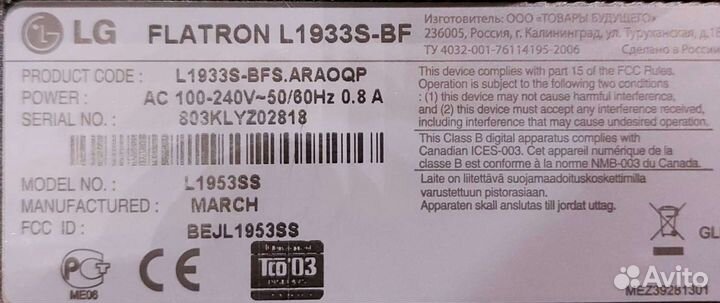 LG FLATRON L1933S-BF
Изготовитель: ООО «ТОВАРЫ БУДУЩЕГО»
236005, Россия, г. Калининград, ул. Туруханская, д.1
ТУ 4032-001-76114195-2006 Сделано в России
PRODUCT CODE : L1933S-BFS.ARAOQP
POWER : AC 100-240V~50/60Hz 0.8 A
SERIAL NO. : 803KLYZ02818
This device complies with part 15 of the FCC Rules.
Operation is subject to the following two conditions
: (1) this device may not cause harmful interference,
and (2) this device must accept any interference received,
including interference that may cause undesired operation.
This Class B digital apparatus complies with
Canadian ICES-003. Cet appareil numérique de la
classe B est conforme à la norme NMB-003 du Canada.
MODEL NO. : L1953SS
MANUFACTURED : MARCH
FCC ID : BEJL1953SS
Laite on liitettävä suojamaadoituskoskettimilla
varustettuun pistorasiaan.
Apparaten skall anslutas till jordat uttag.
РСТ
ME06
CE
TCO'03
DISPLAYS
GL
MEZ39281301
Avito